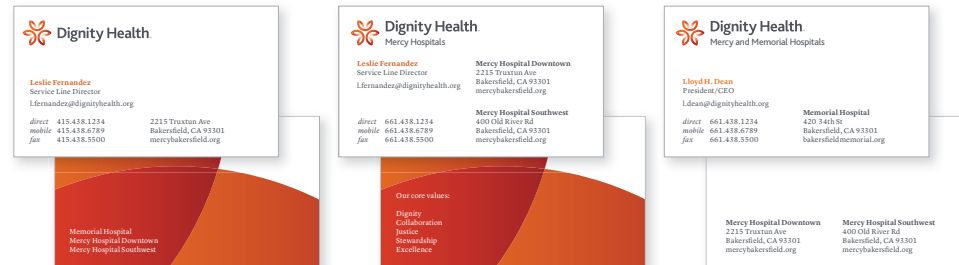 Dignity Health.
Leslie Fernandez
Service Line Director
l.fernandez@dignityhealth.org
direct 415.438.1234
mobile 415.438.6789
fax 415.438.5500
2215 Truxtun Ave
Bakersfield, CA 93301
mercybakersfield.org
Memorial Hospital
Mercy Hospital Downtown
Mercy Hospital Southwest
Dignity Health.
Mercy Hospitals
Leslie Fernandez
Service Line Director
l.fernandez@dignityhealth.org
direct 661.438.1234
mobile 661.438.6789
fax 661.438.5500
Mercy Hospital Downtown
2215 Truxtun Ave
Bakersfield, CA 93301
mercybakersfield.org
Mercy Hospital Southwest
400 Old River Rd
Bakersfield, CA 93301
mercybakersfield.org
Our core values:
Dignity
Collaboration
Justice
Stewardship
Excellence
Dignity Health.
Mercy and Memorial Hospitals
Lloyd H. Dean
President/CEO
l.dean@dignityhealth.org
direct 661.438.1234
mobile 661.438.6789
fax 661.438.5500
Memorial Hospital
420 34th St
Bakersfield, CA 93301
bakersfieldmemorial.org
Mercy Hospital Downtown
2215 Truxtun Ave
Bakersfield, CA 93301
mercybakersfield.org
Mercy Hospital Southwest
400 Old River Rd
Bakersfield, CA 93301
mercybakersfield.org